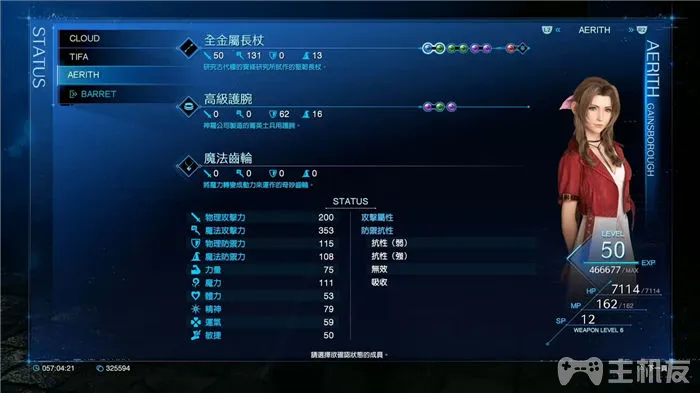 STATUS
CLOUD
TIFA
AERITH
BARRET
全金屬長杖
50 131 0 13
研究古代種的寶條研究所試作的堅韌長杖。
高級護腕
0 0 62 16
神羅公司製造的菁英士兵用護腕。
魔法齒輪
0 0 0 0
將魔力轉變成動力來運作的奇妙齒輪。
STATUS
物理攻擊力 200
魔法攻擊力 353
物理防禦力 115
魔法防禦力 108
力量 75
魔力 111
體力 53
精神 79
運氣 59
敏捷 50
攻擊屬性
防禦抗性
抗性（弱）
抗性（強）
無效
吸收
L2 AERITH R2
AERITH GAINSBOROUGH
LEVEL
50
EXP
466677/MAX
HP 7114/7114
MP 162/162
SP 12
WEAPON LEVEL 6
請選擇欲確認狀態的成員。
057:04:21 325594
下一頁
主机友